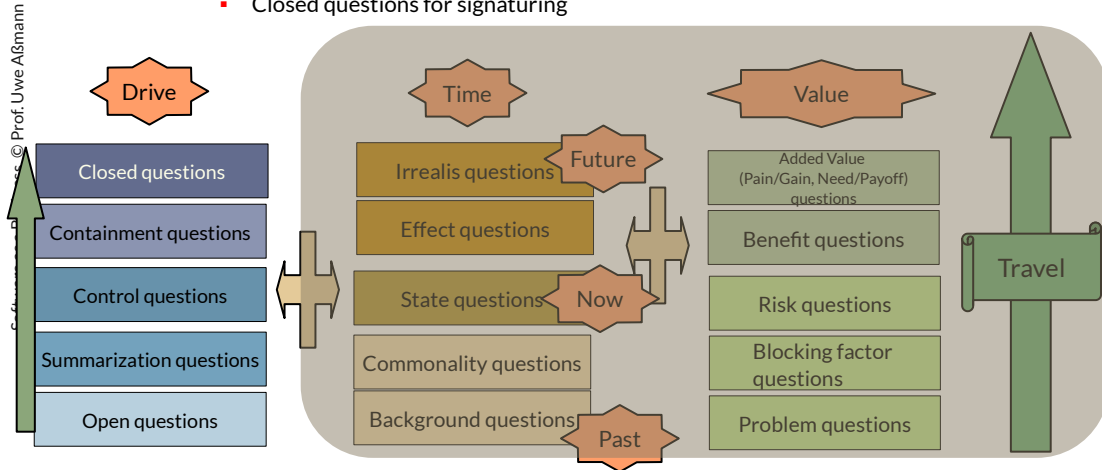 ▪ Closed questions for signaturing
© Prof. Uwe Aßmann
Drive
Time
Value
Closed questions
Containment questions
Control questions
Summarization questions
Open questions
Future
Irrealis questions
Effect questions
State questions
Now
Commonality questions
Background questions
Past
Added Value
(Pain/Gain, Need/Payoff)
questions
Benefit questions
Risk questions
Blocking factor
questions
Problem questions
Travel